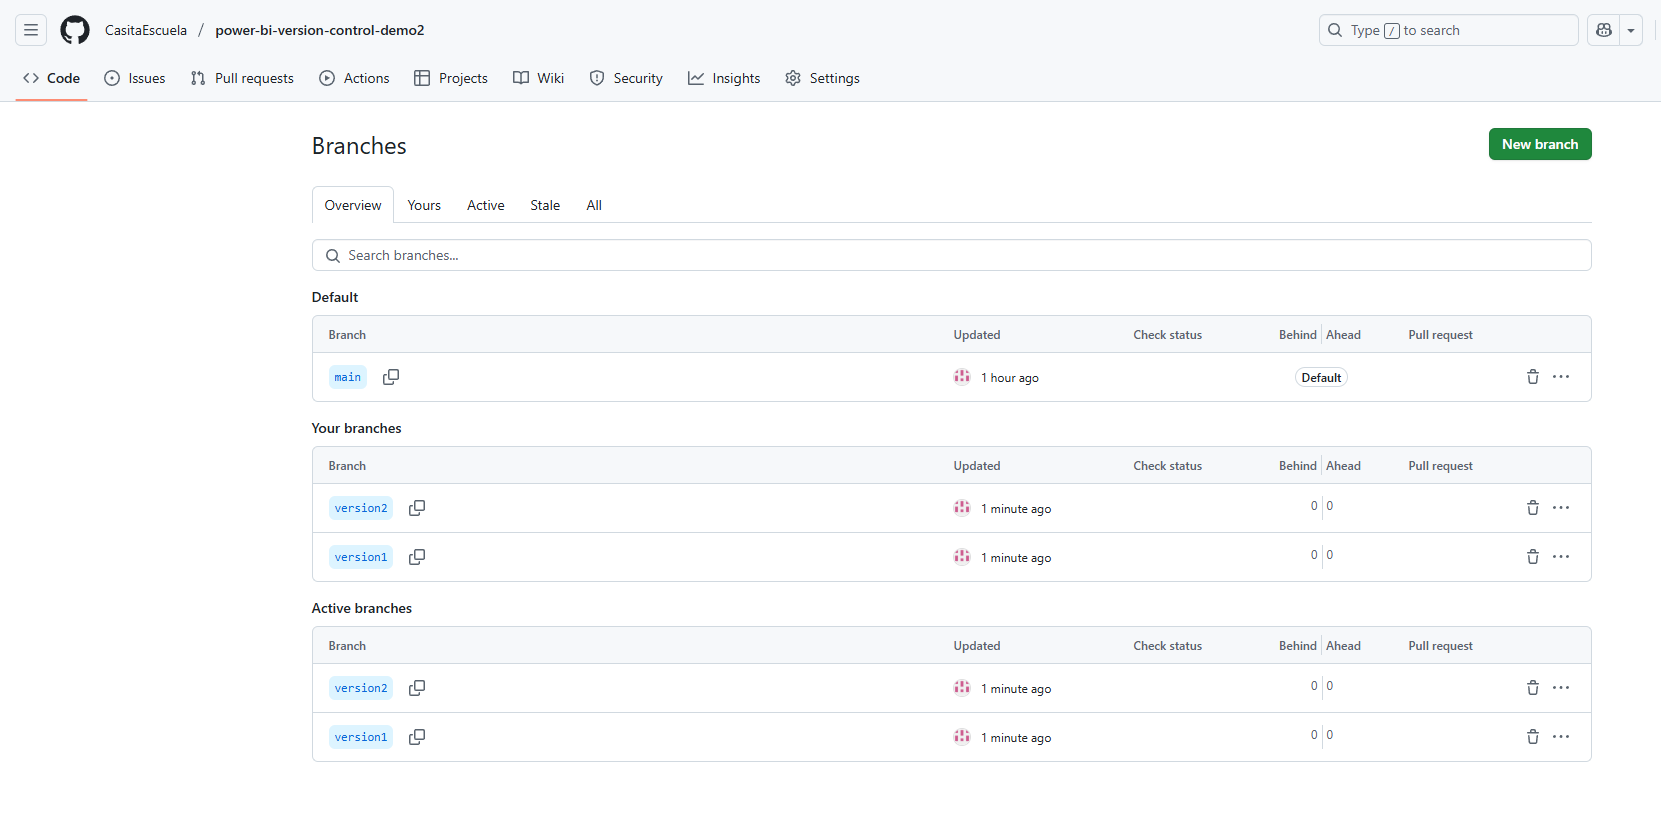 CasitaEscuela / power-bi-version-control-demo2 Type / to search
Code Issues Pull requests Actions Projects Wiki Security Insights Settings
Branches New branch
Overview Yours Active Stale All
Search branches...
Default
Branch Updated Check status Behind Ahead Pull request
main 1 hour ago Default
Your branches
Branch Updated Check status Behind Ahead Pull request
version2 1 minute ago 0 0
version1 1 minute ago 0 0
Active branches
Branch Updated Check status Behind Ahead Pull request
version2 1 minute ago 0 0
version1 1 minute ago 0 0